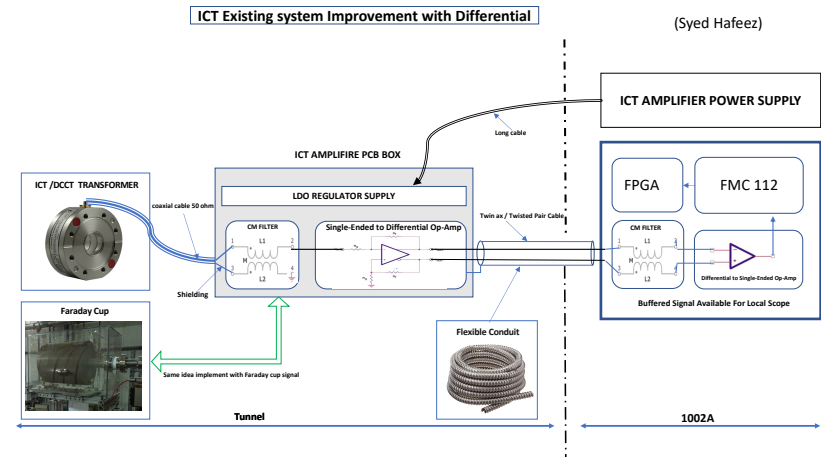 ICT Existing system Improvement with Differential
(Syed Hafeez)
ICT AMPLIFIER POWER SUPPLY
Long cable
ICT AMPLIFIRE PCB BOX
ICT /DCCT TRANSFORMER
LDO REGULATOR SUPPLY
FPGA
FMC 112
coaxial cable 50 ohm
Twin ax / Twisted Pair Cable
CM FILTER
Single-Ended to Differential Op-Amp
CM FILTER
1
L1
2
M
3
L2
4
1
L1
2
M
3
L2
4
Shielding
Differential to Single-Ended Op-Amp
Buffered Signal Available For Local Scope
Faraday Cup
Flexible Conduit
Same idea implement with Faraday cup signal
Tunnel
1002A